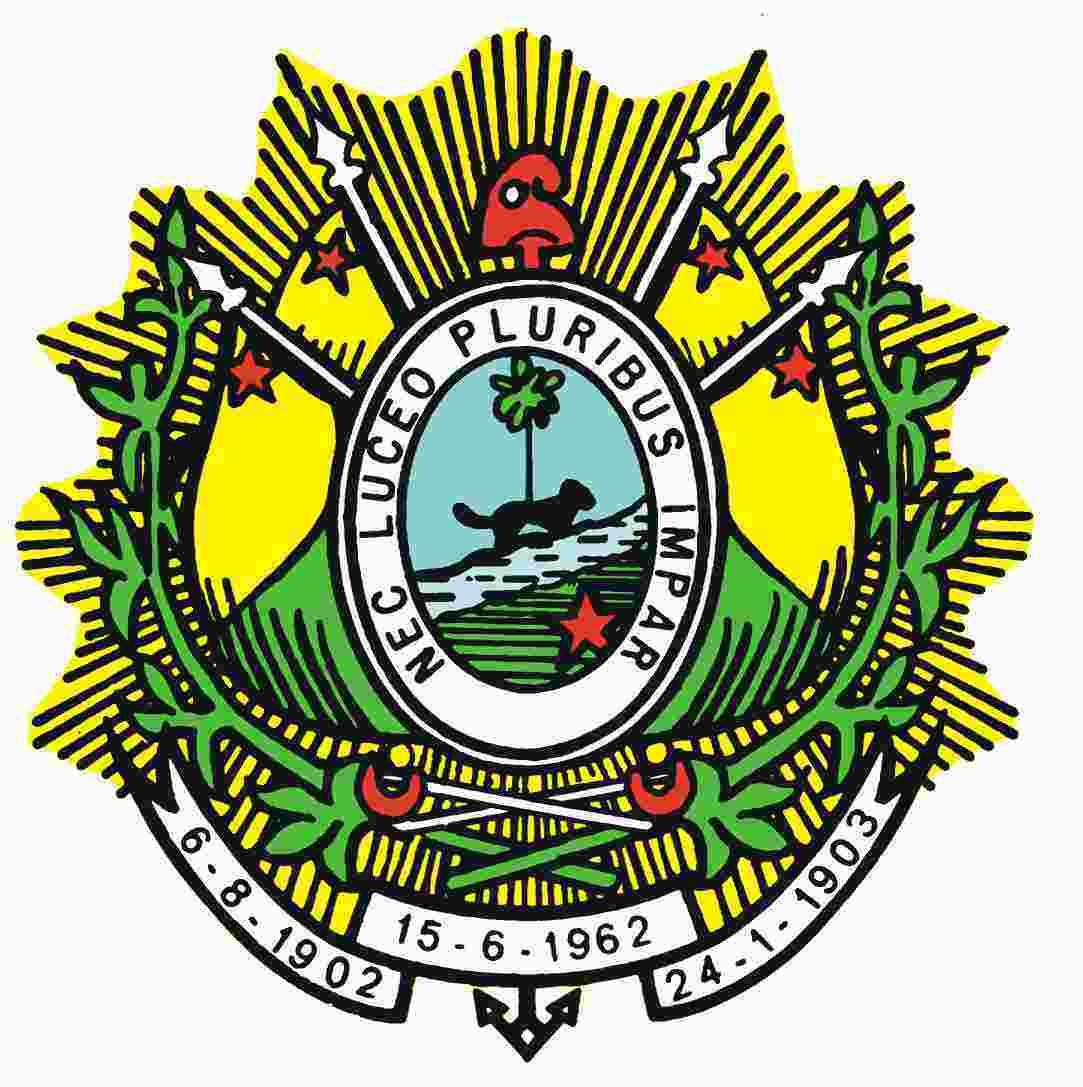 NEC LUCEO PLURIBUS IMPAR
6-8-1902
15-6-1962
24-1-1903